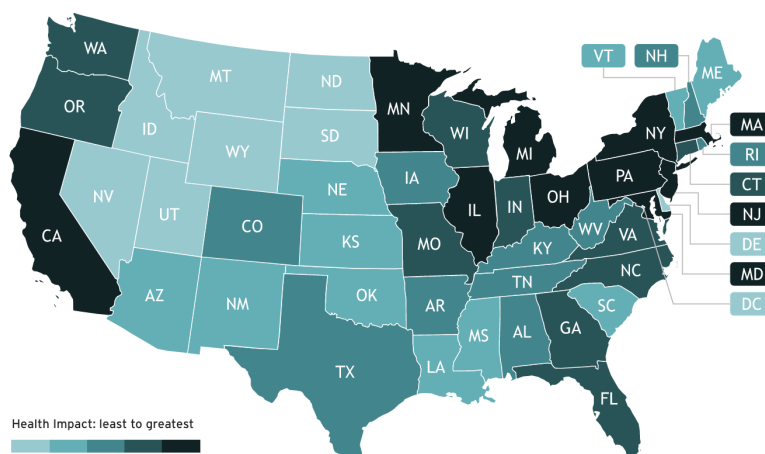 WA
OR
CA
ID
NV
MT
WY
UT
AZ
ND
SD
NE
CO
KS
NM
OK
TX
MN
IA
MO
AR
LA
WI
IL
MS
MI
IN
KY
TN
AL
OH
WV
VA
NC
SC
GA
FL
PA
NY
VT
NH
ME
MA
RI
CT
NJ
DE
MD
DC
Health Impact: least to greatest